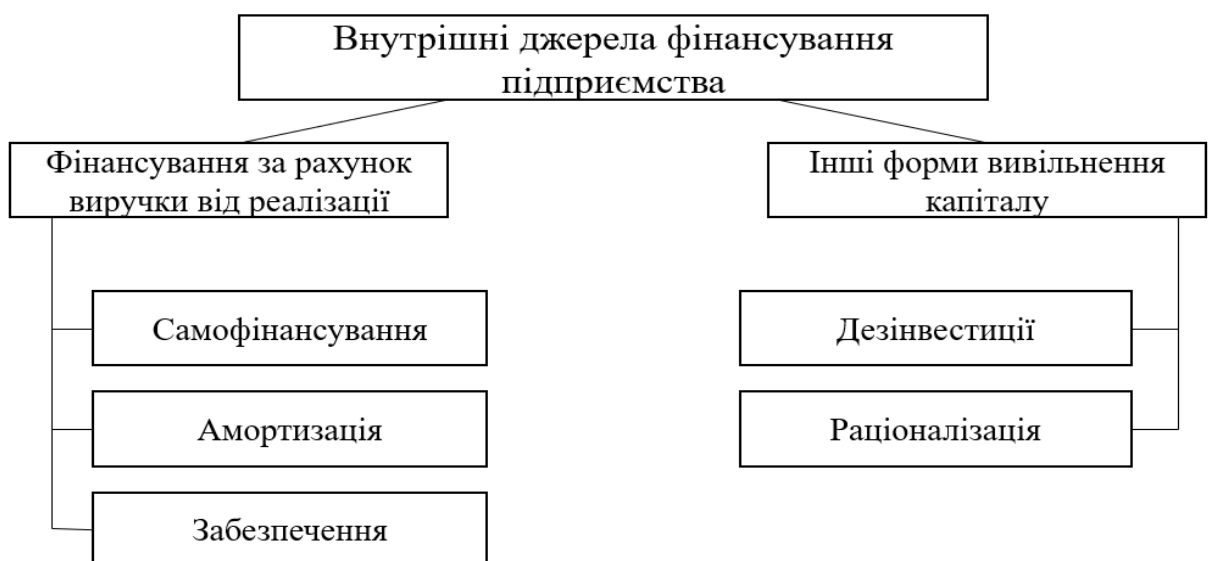 Внутрішні джерела фінансування
підприємства
Фінансування за рахунок
виручки від реалізації
Інші форми вивільнення
капіталу
Самофінансування
Дезінвестиції
Амортизація
Раціоналізація
Забезпечення